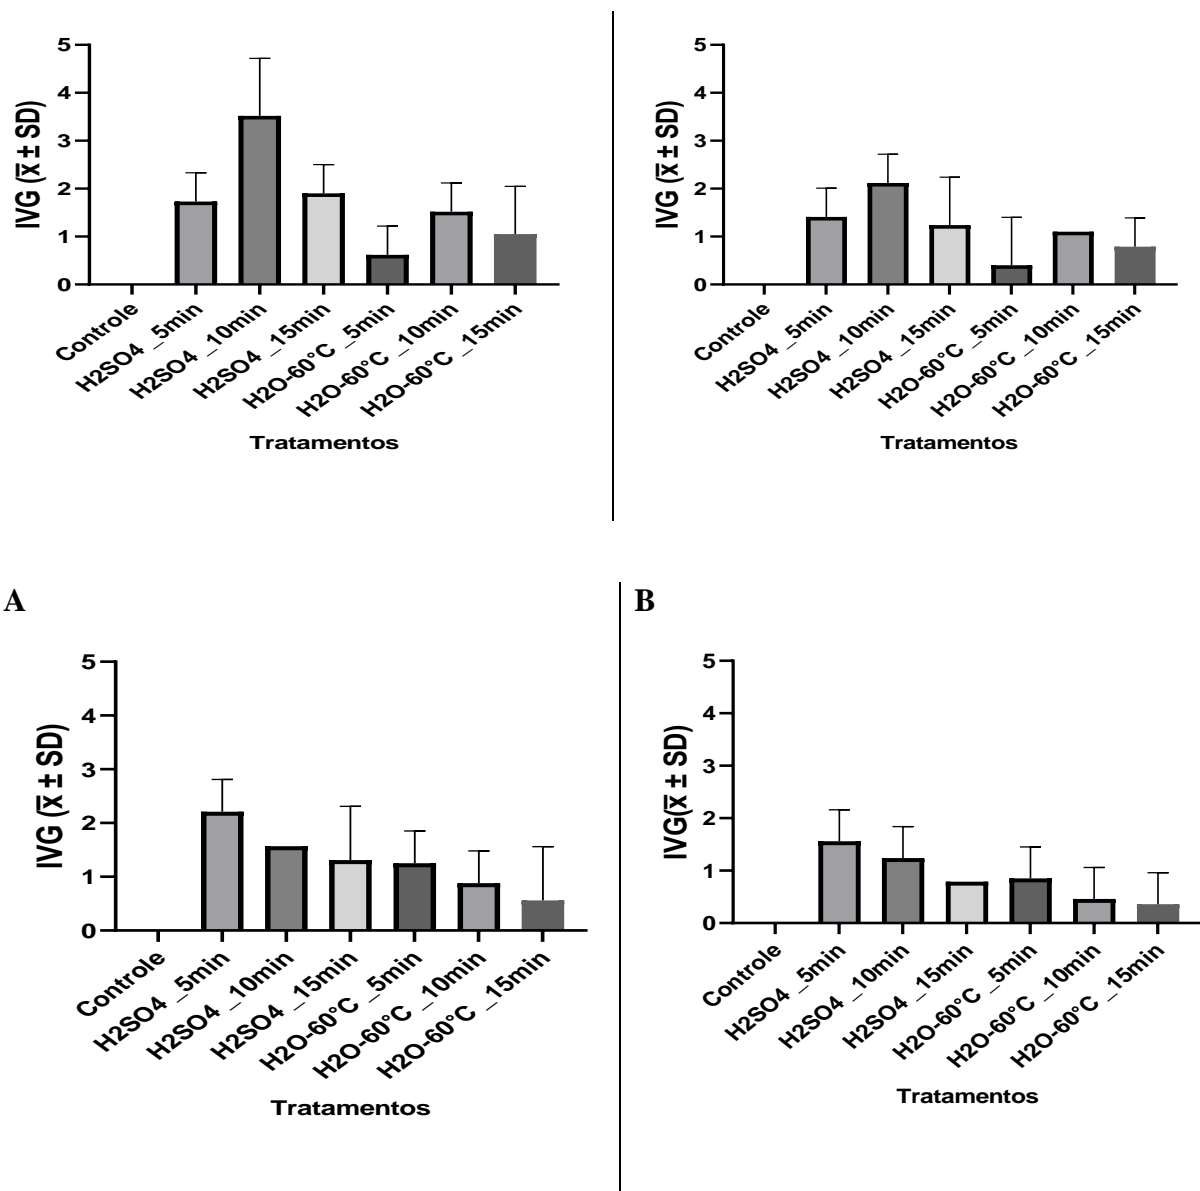 IVG (x̅ ± SD)
5
4
3
2
1
0
Controle
H2SO4 _5min
H2SO4 _10min
H2SO4 _15min
H2O-60°C _5min
H2O-60°C _10min
H2O-60°C _15min
Tratamentos
IVG (x̅ ± SD)
5
4
3
2
1
0
Controle
H2SO4 _5min
H2SO4 _10min
H2SO4 _15min
H2O-60°C _5min
H2O-60°C _10min
H2O-60°C _15min
Tratamentos
A
IVG (x̅ ± SD)
5
4
3
2
1
0
Controle
H2SO4 _5min
H2SO4 _10min
H2SO4 _15min
H2O-60°C _5min
H2O-60°C _10min
H2O-60°C _15min
Tratamentos
B
IVG(x̅ ± SD)
5
4
3
2
1
0
Controle
H2SO4 _5min
H2SO4 _10min
H2SO4 _15min
H2O-60°C _5min
H2O-60°C _10min
H2O-60°C _15min
Tratamentos